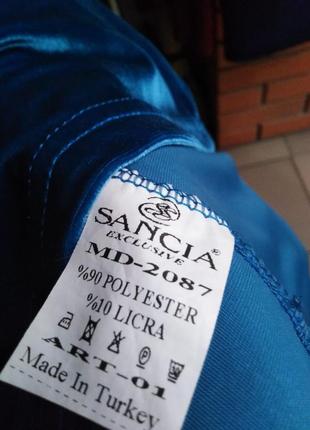 SANCIA
EXCLUSIVE
MD-2087
%90 POLYESTER
%10 LICRA
ART-01
Made In Turkey